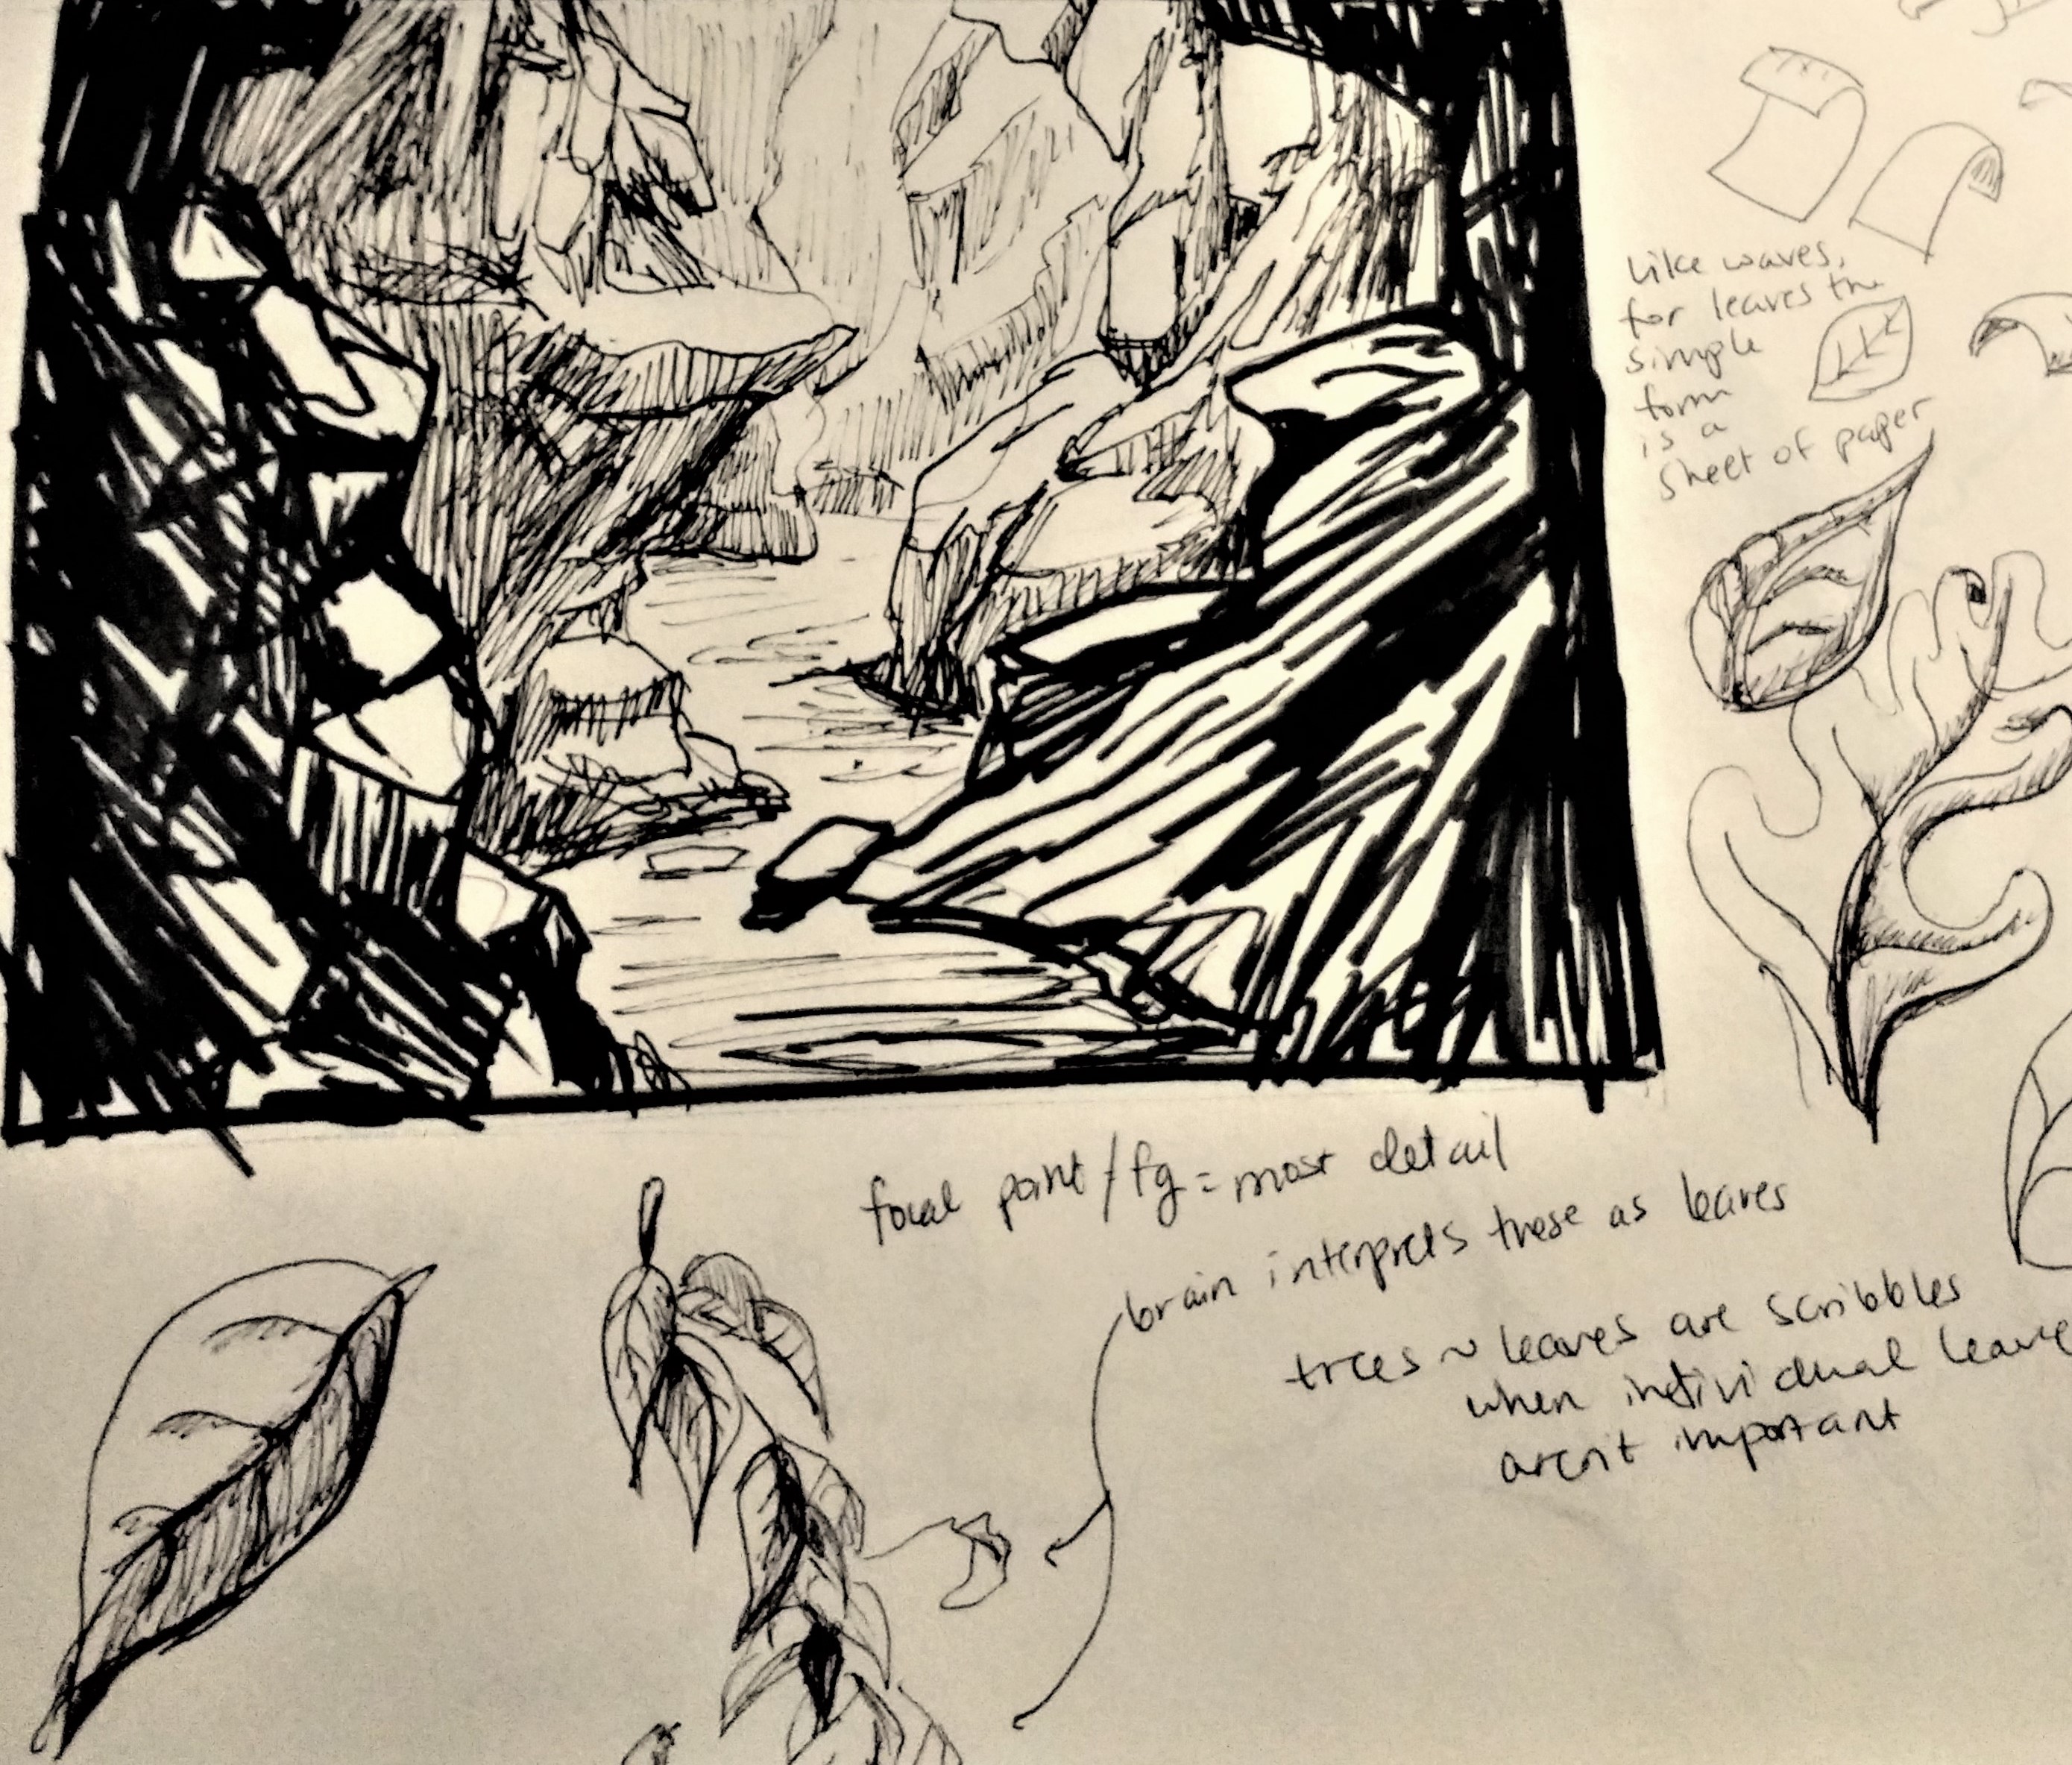 like waves,
for leaves the
simple
form
is a
sheet of paper
focal point / fg = most detail
brain interprets these as leaves
trees ~ leaves are scribbles
when individual leave
aren't important